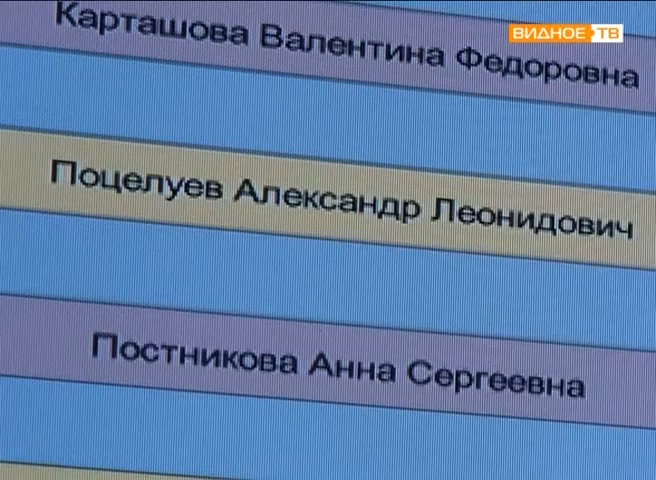 Карташова Валентина Федоровна
ВИДНОЕ ТВ
Поцелуев Александр Леонидович
Постникова Анна Сергеевна